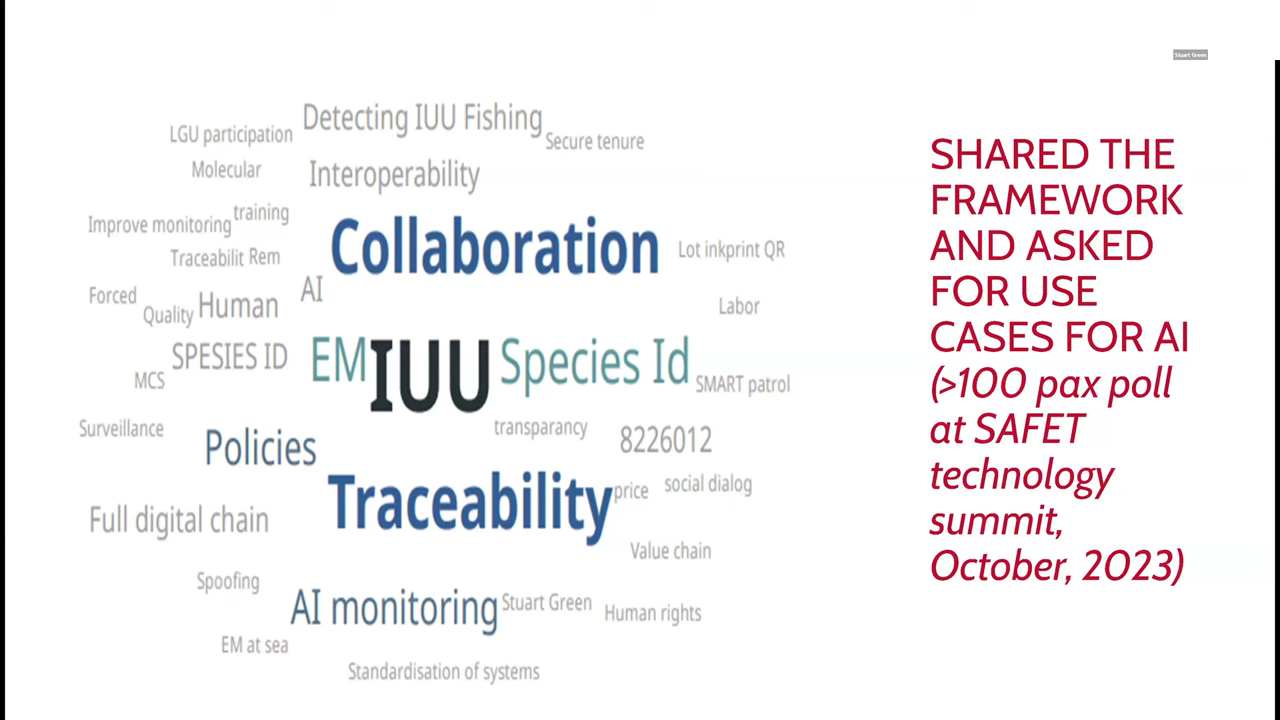 Stuart Green
Detecting IUU Fishing
LGU participation
Secure tenure
Molecular
Interoperability
training
Improve monitoring
Collaboration
Lot inkprint QR
Traceabilit
Rem
AI
Forced
Human
Labor
Quality
SPESIES ID
EM
IUU
Species Id
MCS
SMART patrol
Surveillance
transparancy
Policies
8226012
Traceability
price
social dialog
Full digital chain
Value chain
Spoofing
AI monitoring
Stuart Green
Human rights
EM at sea
Standardisation of systems
SHARED THE
FRAMEWORK
AND ASKED
FOR USE
CASES FOR AI
(>100 pax poll
at SAFET
technology
summit,
October, 2023)